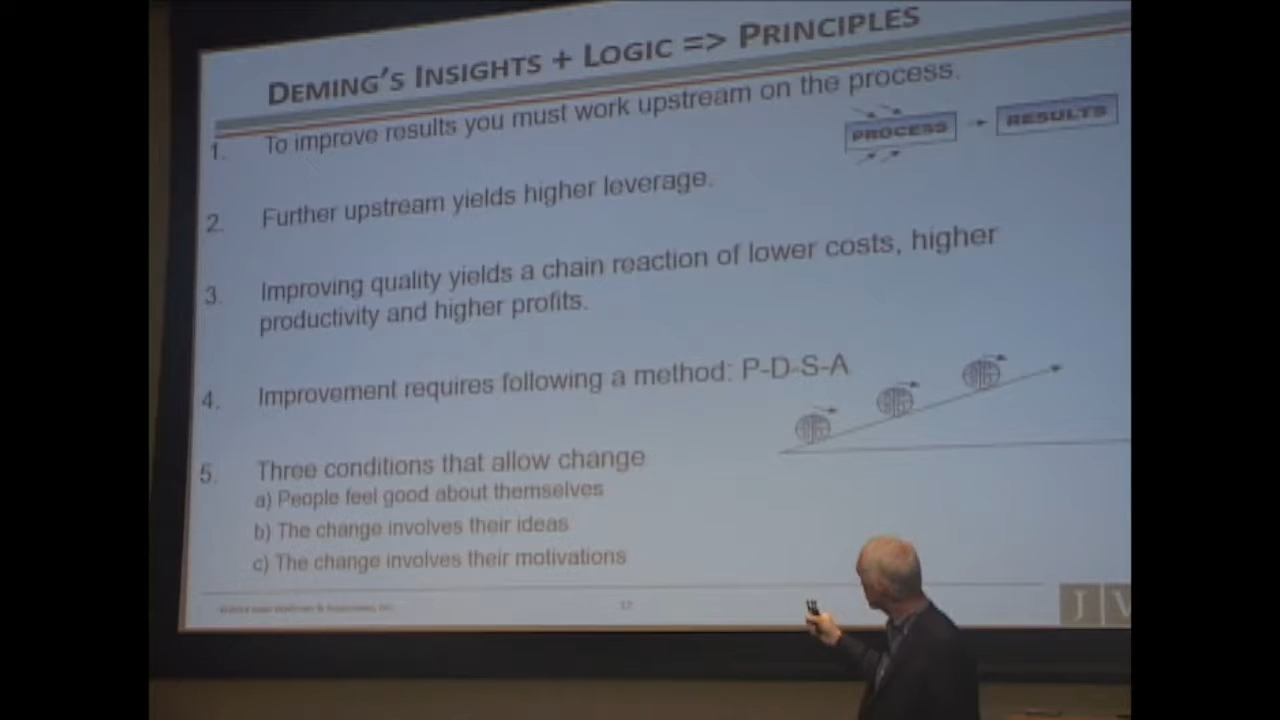 DEMING'S INSIGHTS + LOGIC => PRINCIPLES
1. To improve results you must work upstream on the process.
PROCESS
RESULTS
2. Further upstream yields higher leverage.
3. Improving quality yields a chain reaction of lower costs, higher
productivity and higher profits.
4. Improvement requires following a method: P-D-S-A
5. Three conditions that allow change
a) People feel good about themselves
b) The change involves their ideas
c) The change involves their motivations
J